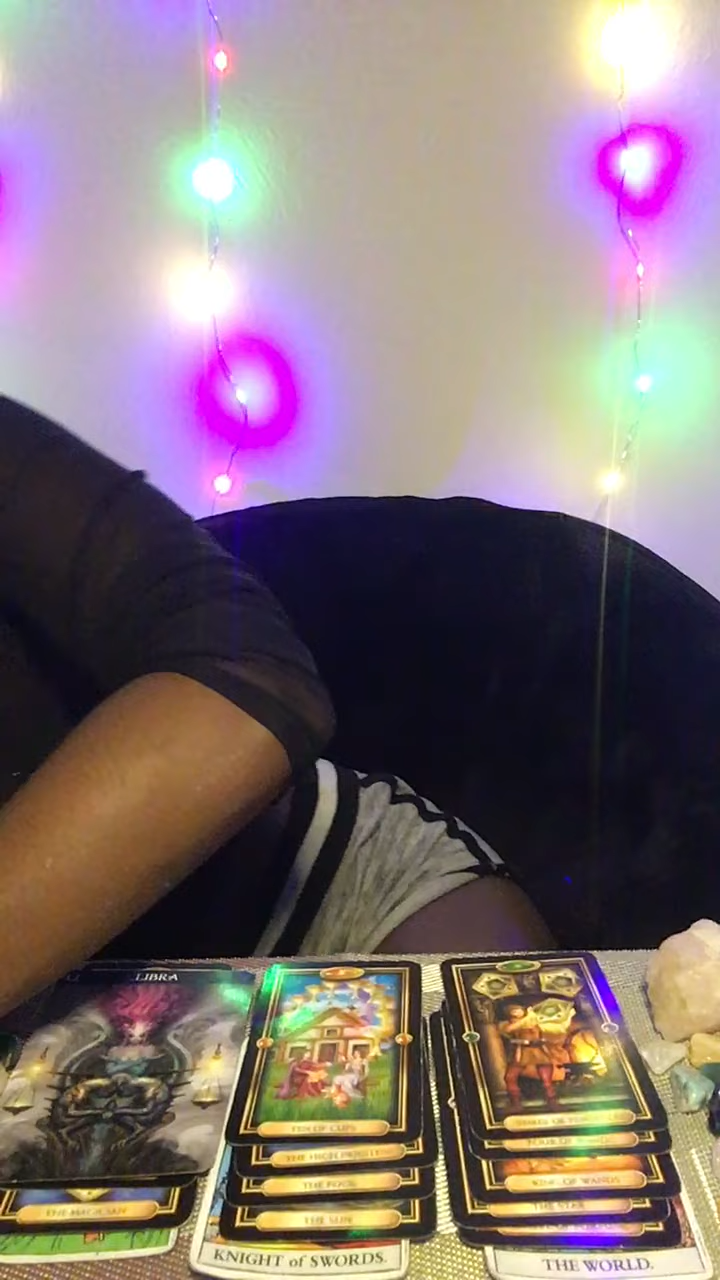 LIBRA
THE MAGICIAN
TEN OF CUPS
THE HIGH PRIESTESS
THE FOOL
THE SUN
KNIGHT of SWORDS.
KING OF WANDS
THE STAR
THE WORLD.